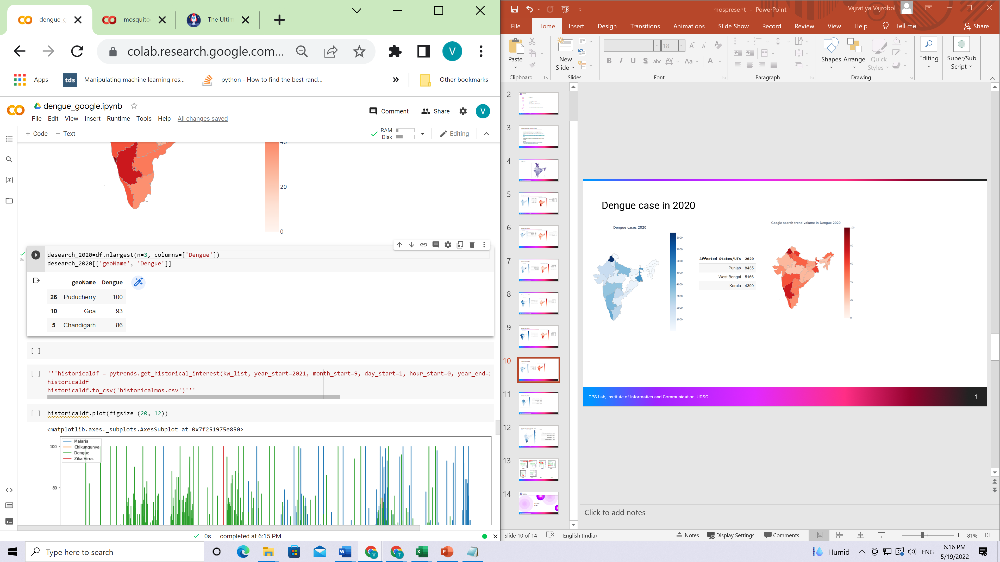 dengue_g
mosquito
The Ultim
colab.research.google.com...
V
Apps
tds
Manipulating machine learning res...
python - How to find the best rand...
»
Other bookmarks
dengue_google.ipynb
Comment
Share
V
File Edit View Insert Runtime Tools Help All changes saved
+ Code + Text
RAM
Disk
Editing
40
20
0
0s
desearch_2020=df.nlargest(n=3, columns=['Dengue'])
desearch_2020[['geoName', 'Dengue']]
geoName Dengue
26 Puducherry 100
10 Goa 93
5 Chandigarh 86
[ ]
[ ] '''historicaldf = pytrends.get_historical_interest(kw_list, year_start=2021, month_start=9, day_start=1, hour_start=0, year_end=2
historicaldf
historicaldf.to_csv('historicalmos.csv')'''
[ ] historicaldf.plot(figsize=(20, 12))
<matplotlib.axes._subplots.AxesSubplot at 0x7f251975e850>
Malaria
Chikungunya
Dengue
Zika Virus
100
80
0s completed at 6:15 PM
mospresent - PowerPoint
Vajratiya Vajrobol
File Home Insert Design Transitions Animations Slide Show Record Review View Help Tell me Share
Paste
Clipboard
New
Slide
Slides
18
B I U S abc AV Aa A
Font
Paragraph
Shapes Arrange Quick
Styles
Drawing
Editing
Super/Sub
Script
2
3
4
5
6
7
8
9
10
11
12
13
14
Dengue case in 2020
Dengue cases 2020
8000
7000
6000
5000
4000
3000
2000
1000
Affected States/UTs 2020
Punjab 8435
West Bengal 5166
Kerala 4399
Google search trend volume in Dengue 2020
100
80
60
40
20
0
CPS Lab, Institute of Informatics and Communication, UDSC
1
Click to add notes
Slide 10 of 14
English (India)
Notes
Display Settings
Comments
81%
Type here to search
Humid
ENG
6:16 PM
5/19/2022